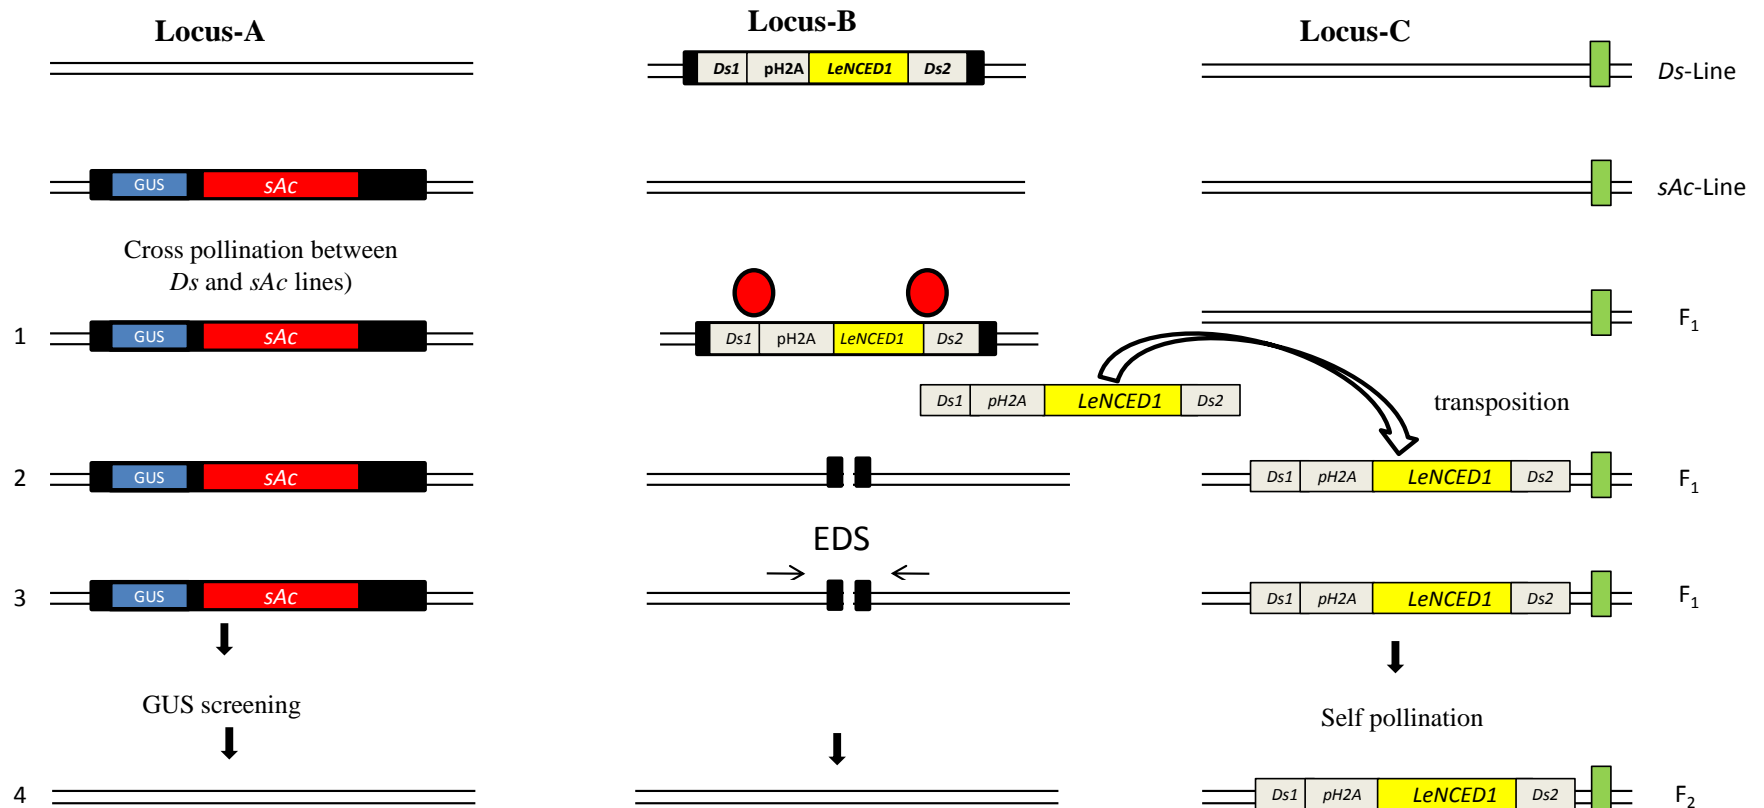 Locus-A
Locus-B
Locus-C
Ds1 pH2A LeNCED1 Ds2
Ds-Line
GUS sAc
sAc-Line
Cross pollination between
Ds and sAc lines)
1 GUS sAc
Ds1 pH2A LeNCED1 Ds2
F1
Ds1 pH2A LeNCED1 Ds2
transposition
2 GUS sAc
Ds1 pH2A LeNCED1 Ds2
F1
EDS
3 GUS sAc
Ds1 pH2A LeNCED1 Ds2
F1
GUS screening
Self pollination
4
Ds1 pH2A LeNCED1 Ds2
F2